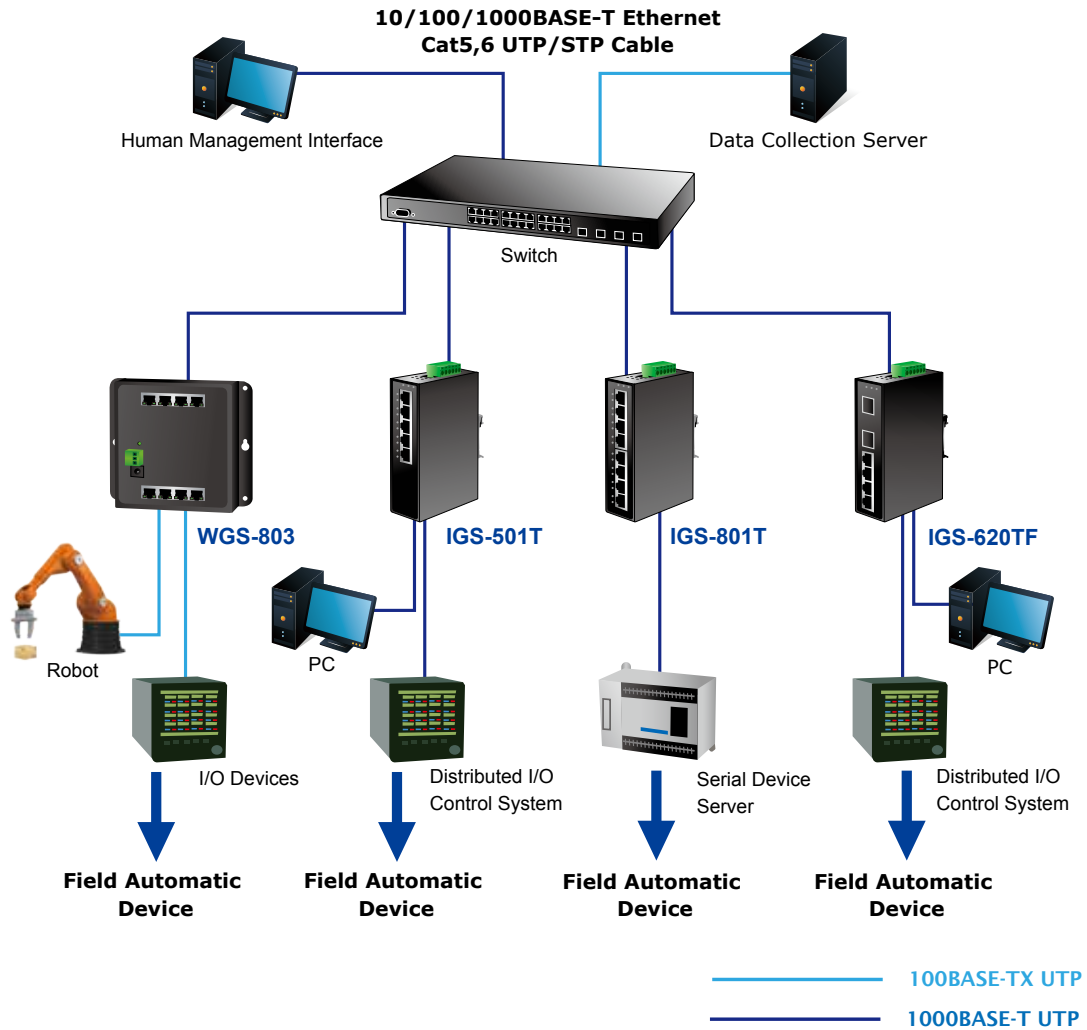 10/100/1000BASE-T Ethernet
Cat5,6 UTP/STP Cable
Human Management Interface
Data Collection Server
Switch
WGS-803
IGS-501T
IGS-801T
IGS-620TF
Robot
PC
PC
I/O Devices
Distributed I/O
Control System
Serial Device
Server
Distributed I/O
Control System
Field Automatic
Device
Field Automatic
Device
Field Automatic
Device
Field Automatic
Device
100BASE-TX UTP
1000BASE-T UTP